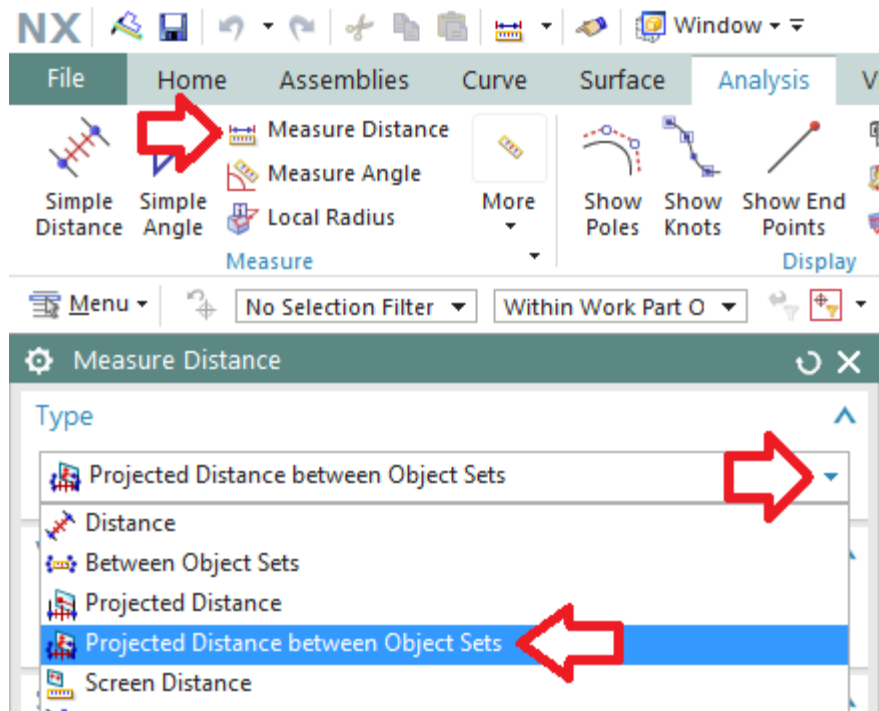 NX Window
File Home Assemblies Curve Surface Analysis V
Measure Distance
Measure Angle
Local Radius
Simple Distance
Simple Angle
More
Show Poles
Show Knots
Show End Points
Measure Display
Menu No Selection Filter Within Work Part O
Measure Distance
Type
Projected Distance between Object Sets
Distance
Between Object Sets
Projected Distance
Projected Distance between Object Sets
Screen Distance